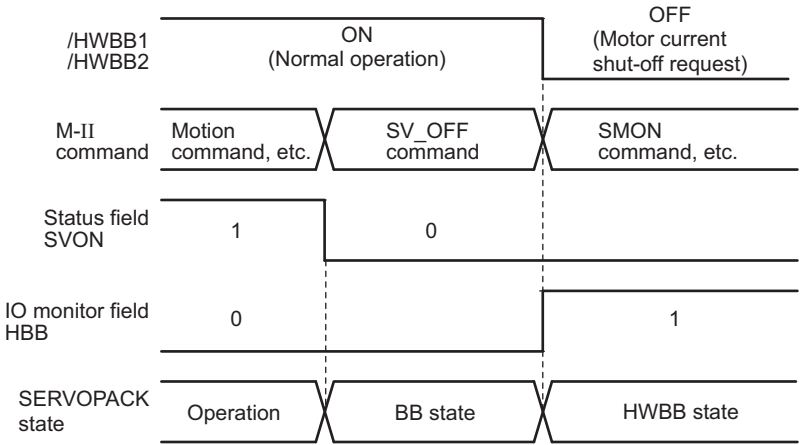 /HWBB1
/HWBB2
ON
(Normal operation)
OFF
(Motor current
shut-off request)
M-II
command
Motion
command, etc.
SV_OFF
command
SMON
command, etc.
Status field
SVON
1
0
IO monitor field
HBB
0
1
SERVOPACK
state
Operation
BB state
HWBB state